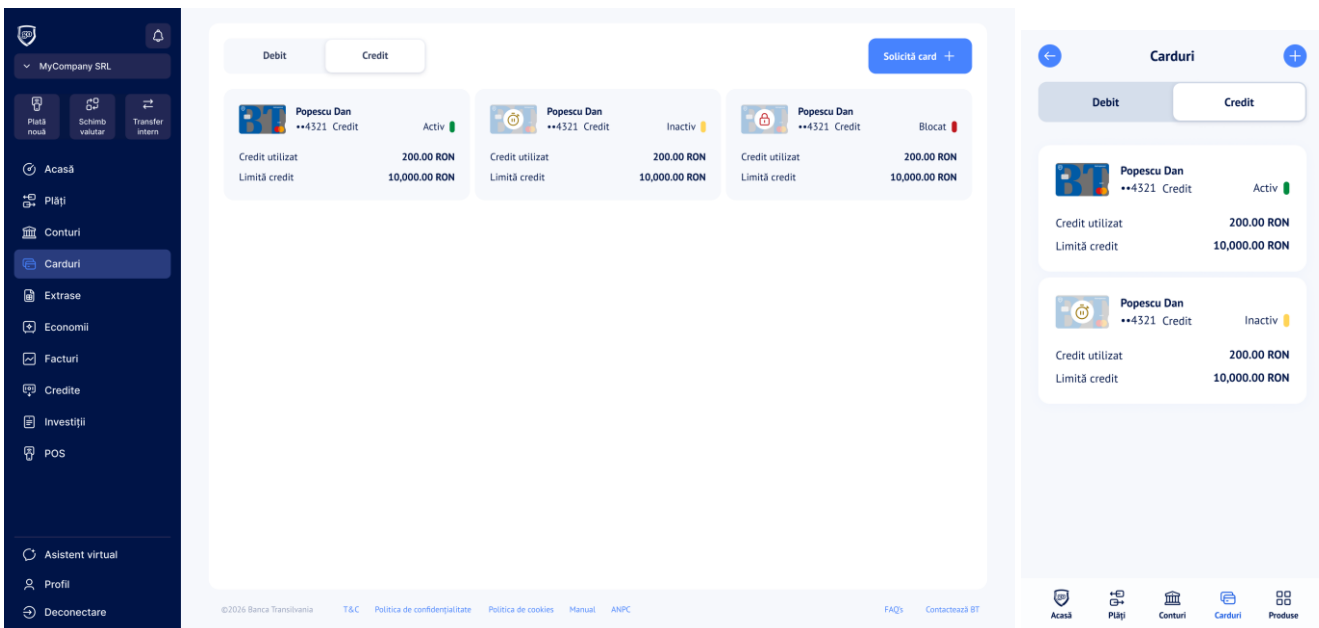 MyCompany SRL
Plată nouă
Schimb valutar
Transfer intern
Acasă
Plăți
Conturi
Carduri
Extrase
Economii
Facturi
Credite
Investiții
POS
Asistent virtual
Profil
Deconectare
Debit
Credit
Solicită card
BT
Popescu Dan
••4321 Credit
Activ
Credit utilizat 200.00 RON
Limită credit 10,000.00 RON
Popescu Dan
••4321 Credit
Inactiv
Credit utilizat 200.00 RON
Limită credit 10,000.00 RON
Popescu Dan
••4321 Credit
Blocat
Credit utilizat 200.00 RON
Limită credit 10,000.00 RON
©2026 Banca Transilvania T&C Politica de confidențialitate Politica de cookies Manual ANPC FAQ's Contactează BT
Carduri
Debit
Credit
BT
Popescu Dan
••4321 Credit Activ
Credit utilizat 200.00 RON
Limită credit 10,000.00 RON
Popescu Dan
••4321 Credit Inactiv
Credit utilizat 200.00 RON
Limită credit 10,000.00 RON
Acasă
Plăți
Conturi
Carduri
Produse